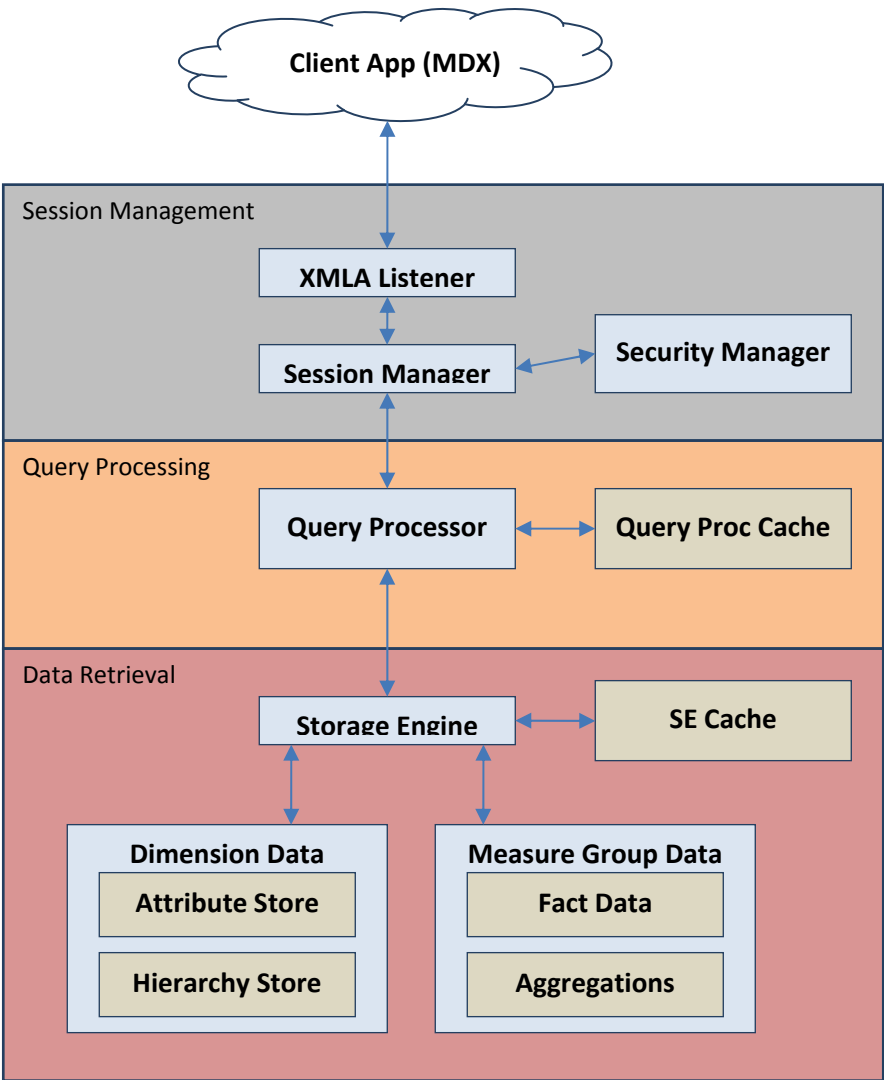 Client App (MDX)
Session Management
XMLA Listener
Session Manager
Security Manager
Query Processing
Query Processor
Query Proc Cache
Data Retrieval
Storage Engine
SE Cache
Dimension Data
Attribute Store
Hierarchy Store
Measure Group Data
Fact Data
Aggregations